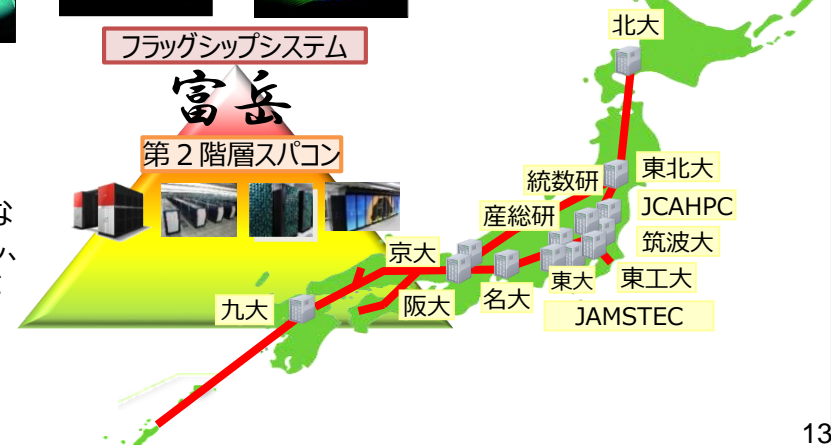 フラッグシップシステム
富岳
第２階層スパコン
な
い、
北大
東北大
統数研
JCAHPC
産総研
筑波大
京大
東大
東工大
名大
阪大
九大
JAMSTEC
13